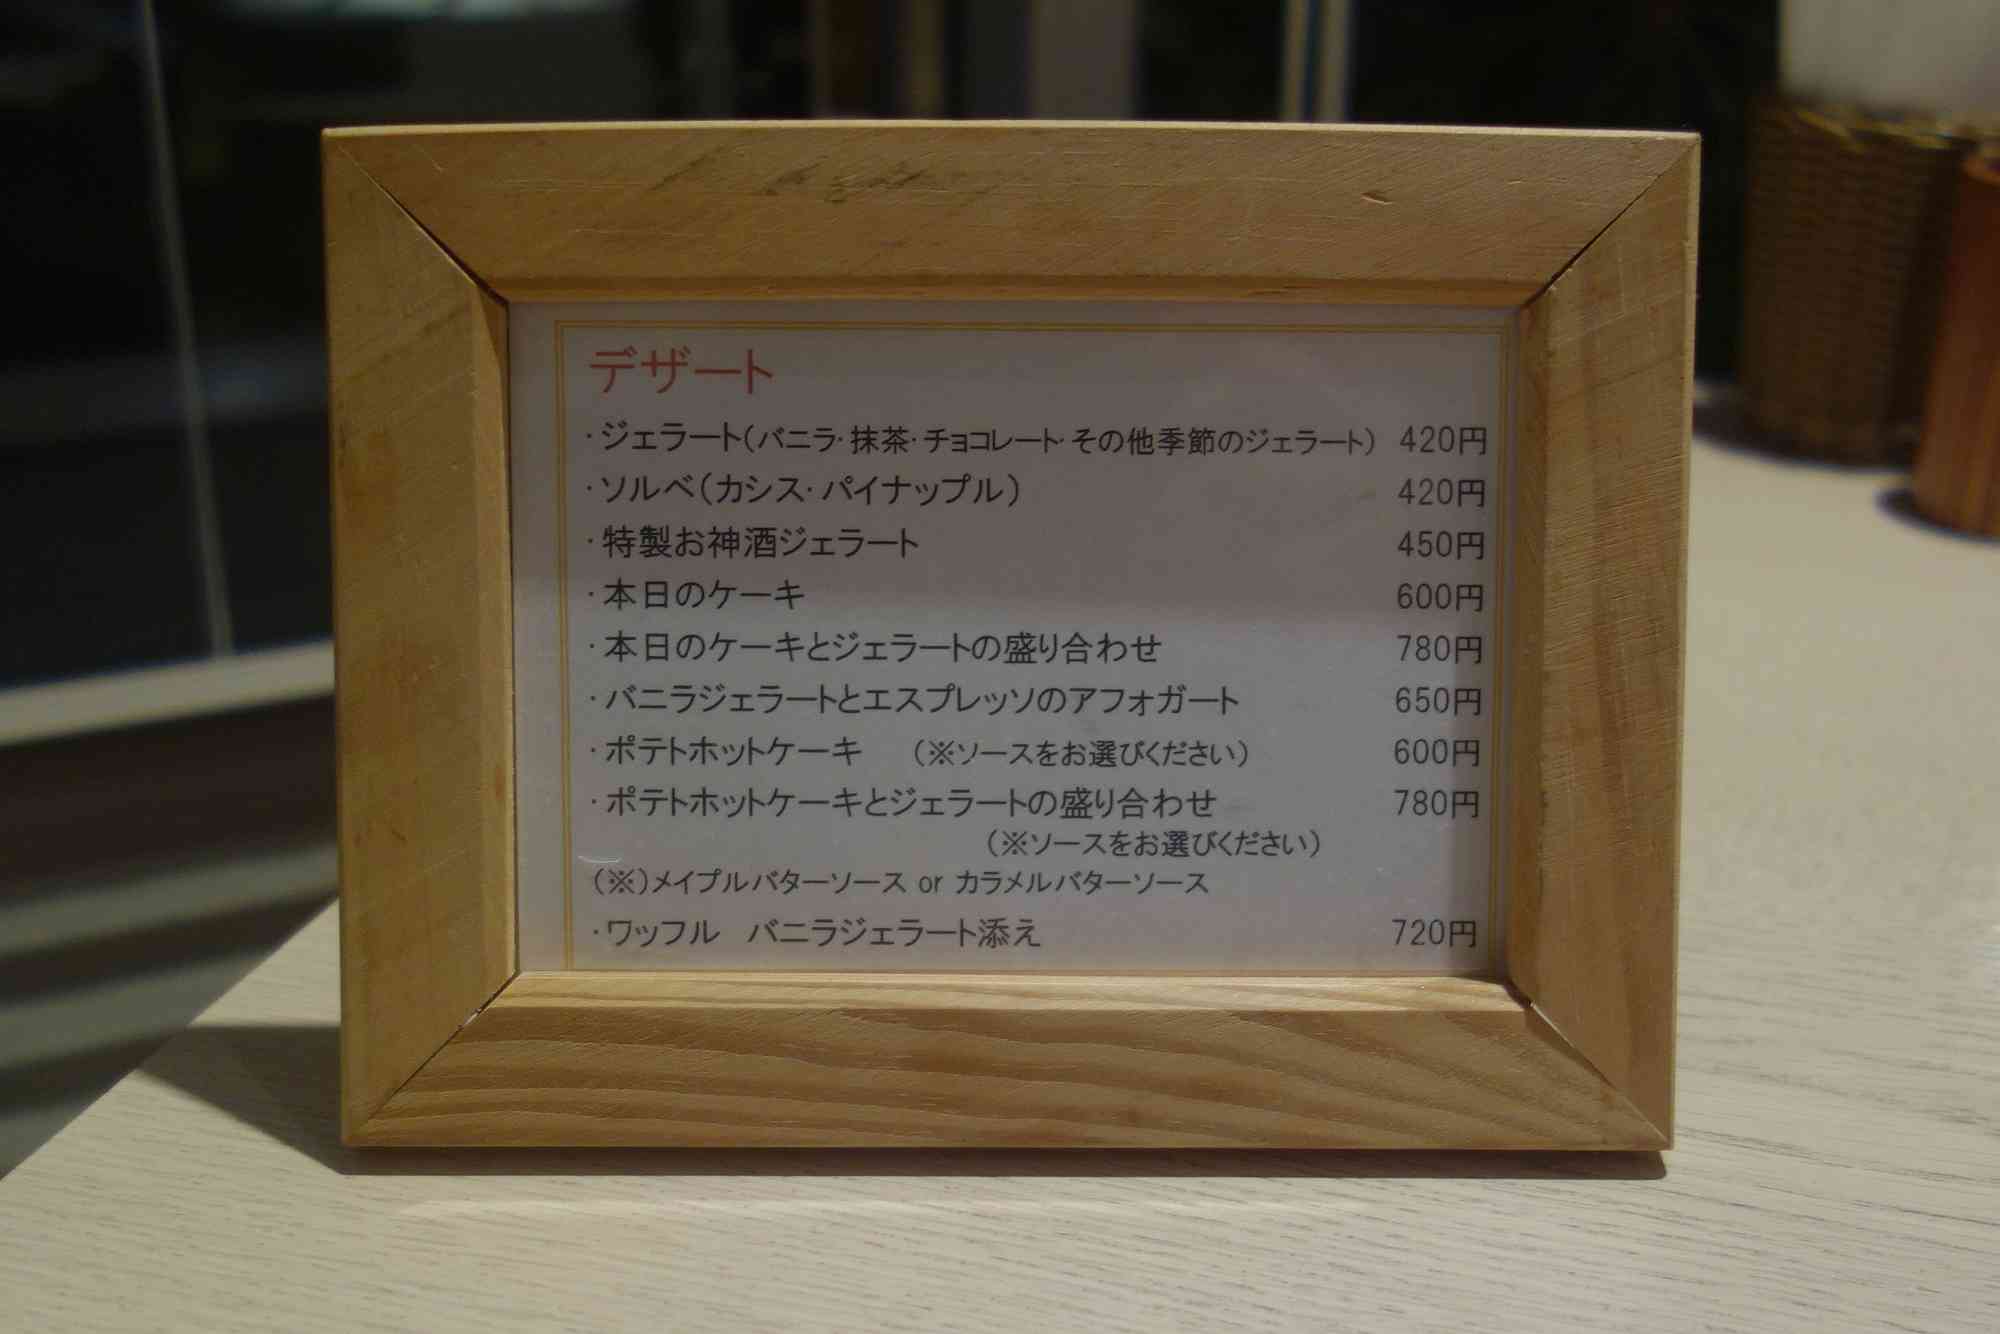 デザート
・ジェラート(バニラ・抹茶・チョコレート・その他季節のジェラート) 420円
・ソルベ(カシス・パイナップル) 420円
・特製お神酒ジェラート 450円
・本日のケーキ 600円
・本日のケーキとジェラートの盛り合わせ 780円
・バニラジェラートとエスプレッソのアフォガート 650円
・ポテトホットケーキ (※ソースをお選びください) 600円
・ポテトホットケーキとジェラートの盛り合わせ 780円
(※ソースをお選びください)
(※)メイプルバターソース or カラメルバターソース
・ワッフル バニラジェラート添え 720円